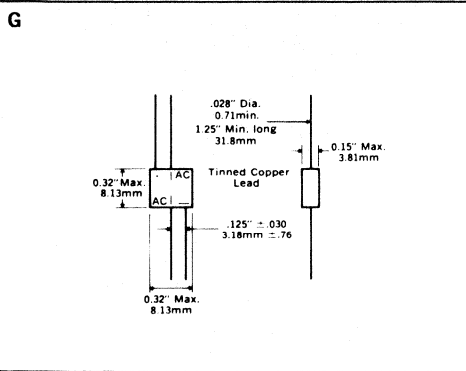 G
.028" Dia.
0.71min.
1.25" Min. long
31.8mm
0.15" Max.
3.81mm
Tinned Copper
Lead
AC
0.32" Max.
8.13mm
AC —
.125" ±.030
3.18mm ±.76
0.32" Max.
8.13mm